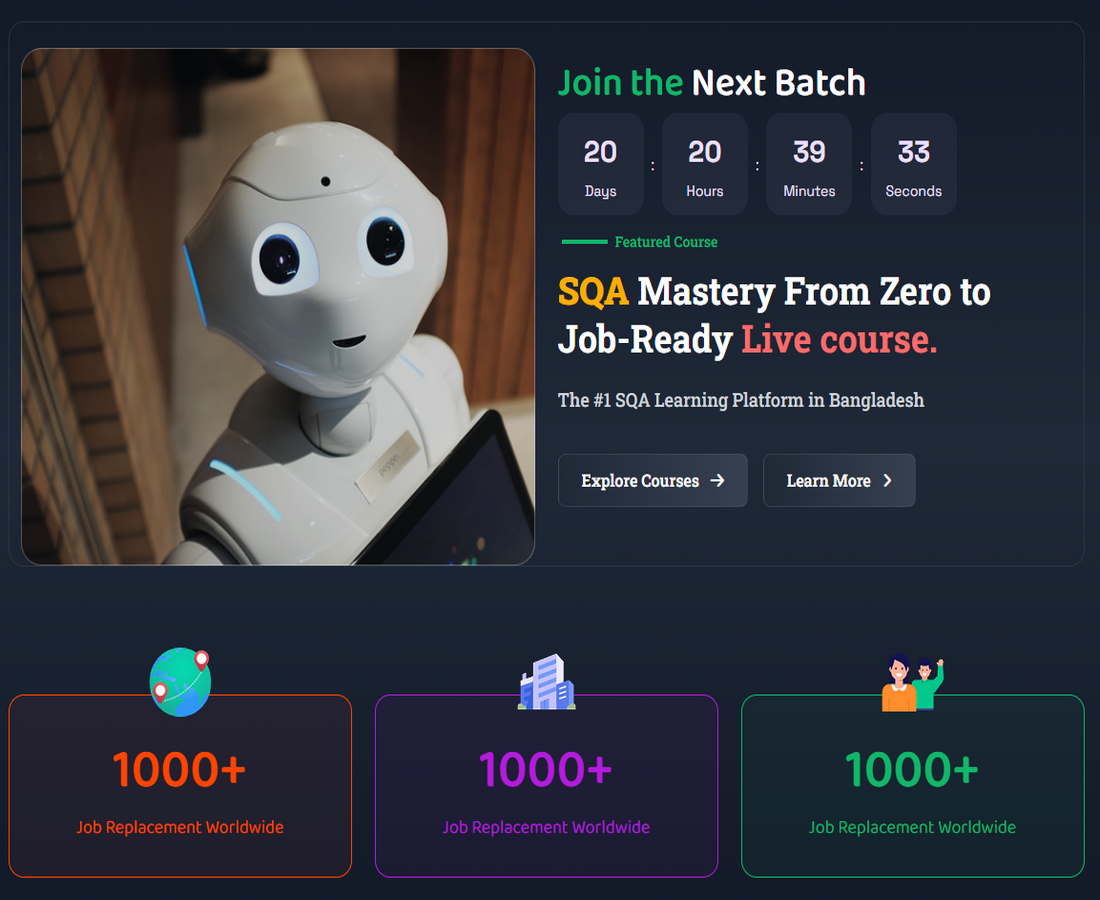 Join the Next Batch
20 : 20 : 39 : 33
Days Hours Minutes Seconds
Featured Course
SQA Mastery From Zero to
Job-Ready Live course.
The #1 SQA Learning Platform in Bangladesh
Explore Courses Learn More
1000+
Job Replacement Worldwide
1000+
Job Replacement Worldwide
1000+
Job Replacement Worldwide